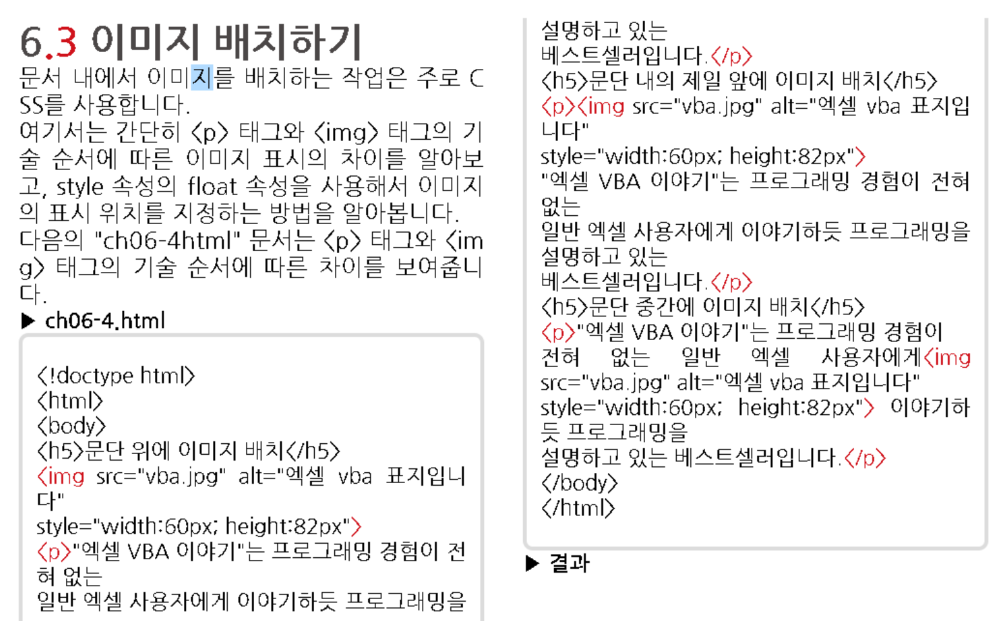 6.3 이미지 배치하기
문서 내에서 이미지를 배치하는 작업은 주로 C
SS를 사용합니다.
여기서는 간단히 <p> 태그와 <img> 태그의 기
술 순서에 따른 이미지 표시의 차이를 알아보
고, style 속성의 float 속성을 사용해서 이미지
의 표시 위치를 지정하는 방법을 알아봅니다.
다음의 "ch06-4html" 문서는 <p> 태그와 <im
g> 태그의 기술 순서에 따른 차이를 보여줍니
다.
▶ ch06-4.html
<!doctype html>
<html>
<body>
<h5>문단 위에 이미지 배치</h5>
<img src="vba.jpg" alt="엑셀 vba 표지입니
다"
style="width:60px; height:82px">
<p>"엑셀 VBA 이야기"는 프로그래밍 경험이 전
혀 없는
일반 엑셀 사용자에게 이야기하듯 프로그래밍을
설명하고 있는
베스트셀러입니다.</p>
<h5>문단 내의 제일 앞에 이미지 배치</h5>
<p><img src="vba.jpg" alt="엑셀 vba 표지입
니다"
style="width:60px; height:82px">
"엑셀 VBA 이야기"는 프로그래밍 경험이 전혀
없는
일반 엑셀 사용자에게 이야기하듯 프로그래밍을
설명하고 있는
베스트셀러입니다.</p>
<h5>문단 중간에 이미지 배치</h5>
<p>"엑셀 VBA 이야기"는 프로그래밍 경험이
전혀 없는 일반 엑셀 사용자에게<img
src="vba.jpg" alt="엑셀 vba 표지입니다"
style="width:60px; height:82px"> 이야기하
듯 프로그래밍을
설명하고 있는 베스트셀러입니다.</p>
</body>
</html>
▶ 결과